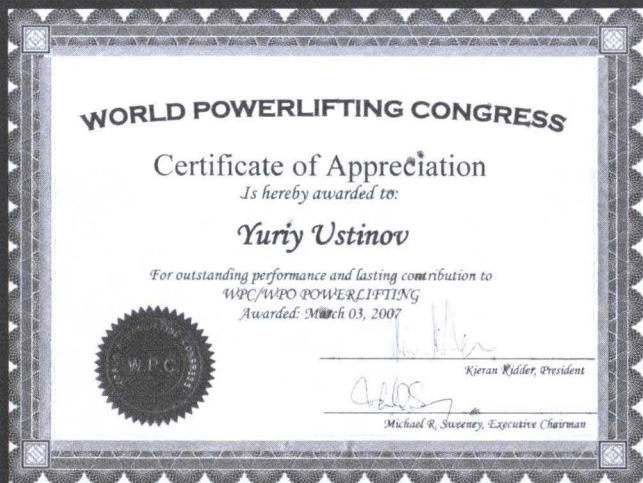 WORLD POWERLIFTING CONGRESS
Certificate of Appreciation
Is hereby awarded to:
Yuriy Ustinov
For outstanding performance and lasting contribution to
WPC/WPO POWERLIFTING
Awarded: March 03, 2007
W.P.C
Kieran Kidder, President
Michael R. Sweeney, Executive Chairman